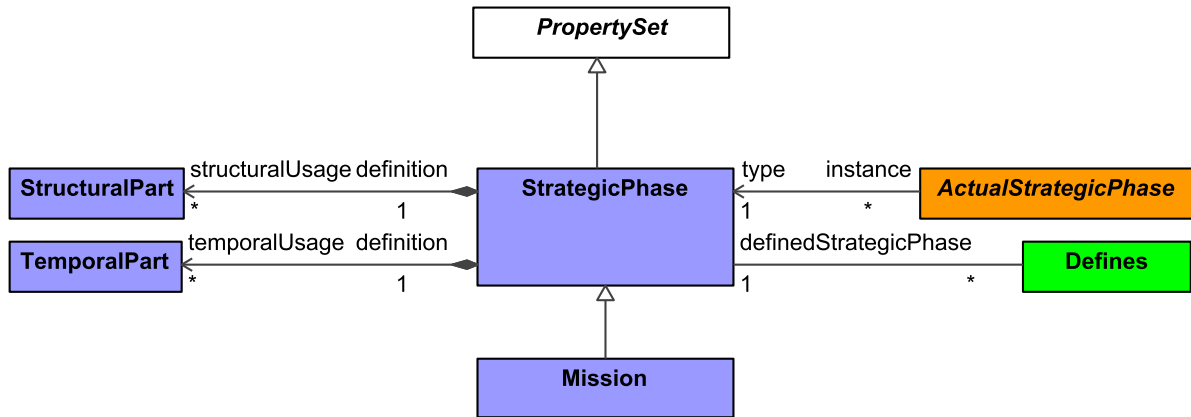 PropertySet
structuralUsage definition
type instance
StructuralPart
StrategicPhase
ActualStrategicPhase
* 1
1 *
temporalUsage definition
definedStrategicPhase
TemporalPart
Defines
* 1
1 *
Mission